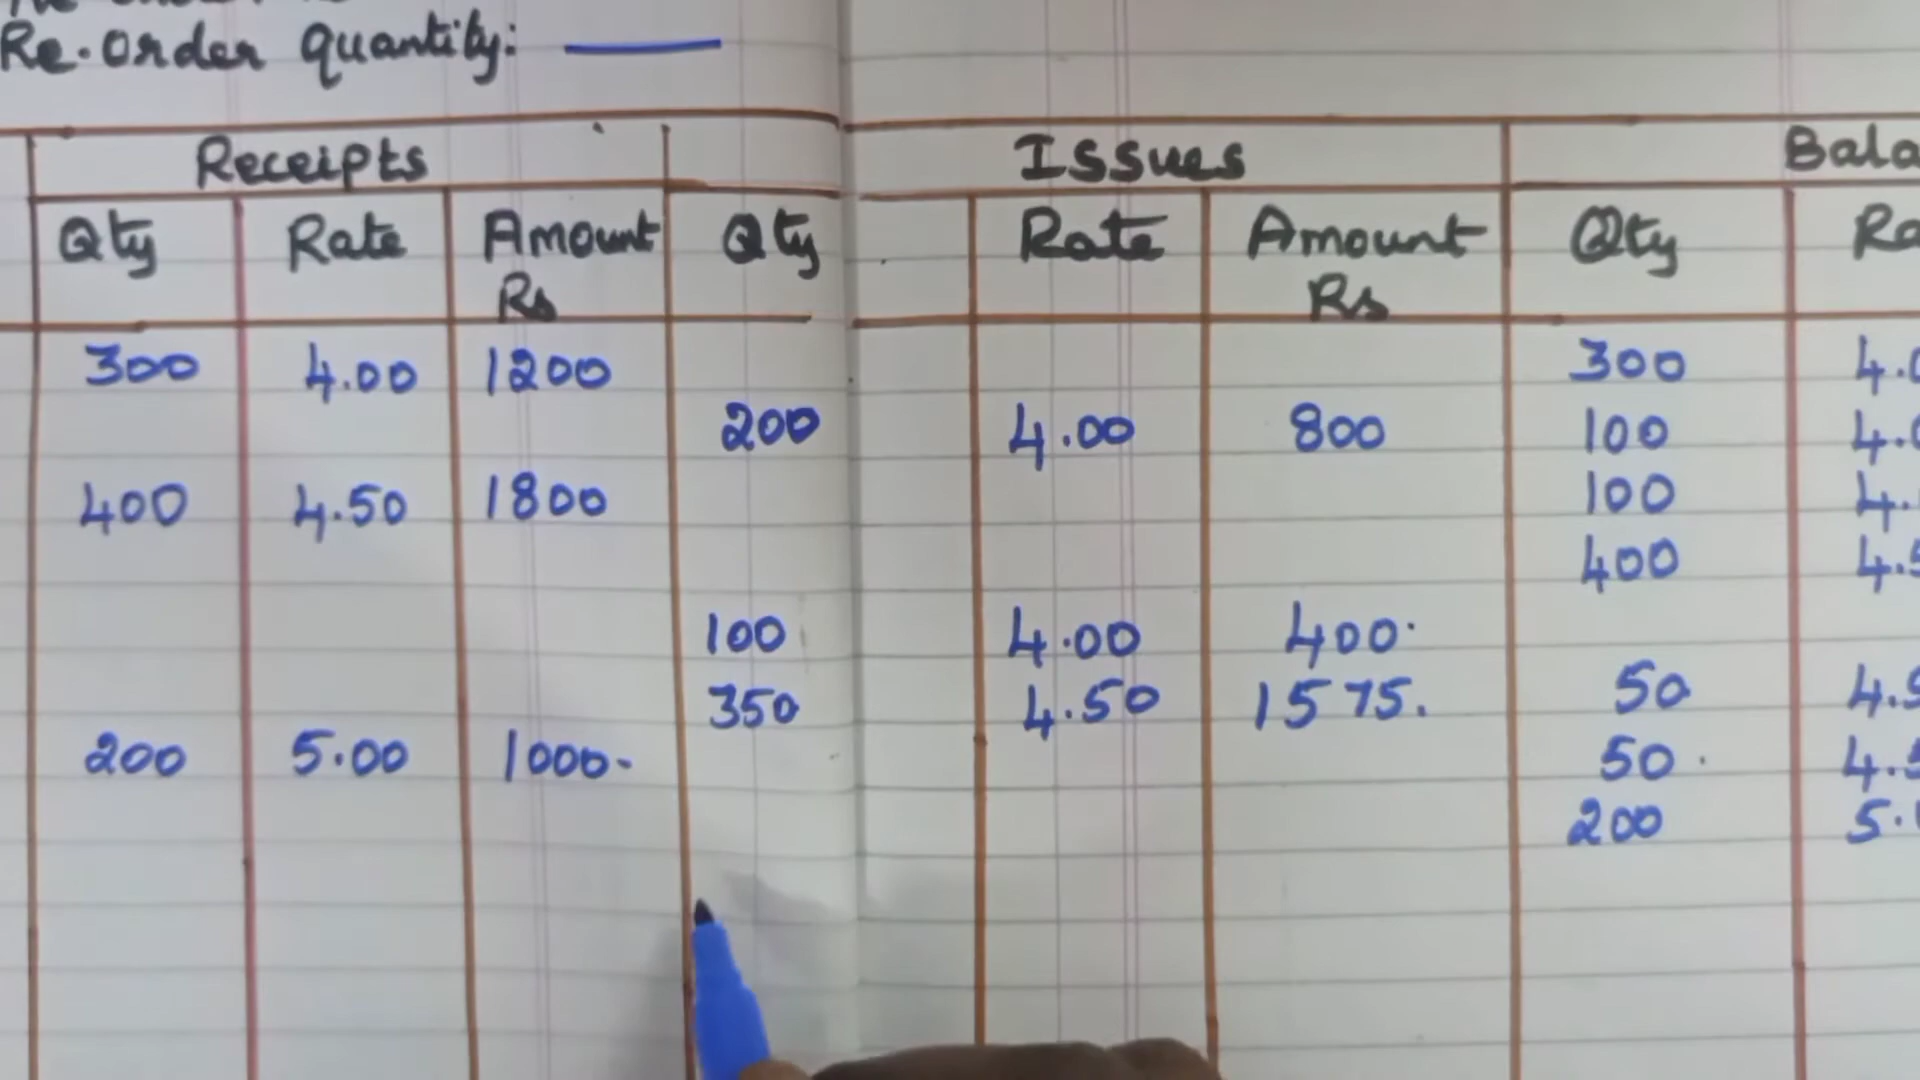 Re.order quantity:
Receipts Issues
Qty Rate Amount Rs Qty Rate Amount Rs Qty
300 4.00 1200 300
200 4.00 800 100
400 4.50 1800 100
400
100 4.00 400.
350 4.50 1575. 50
200 5.00 1000- 50.
200